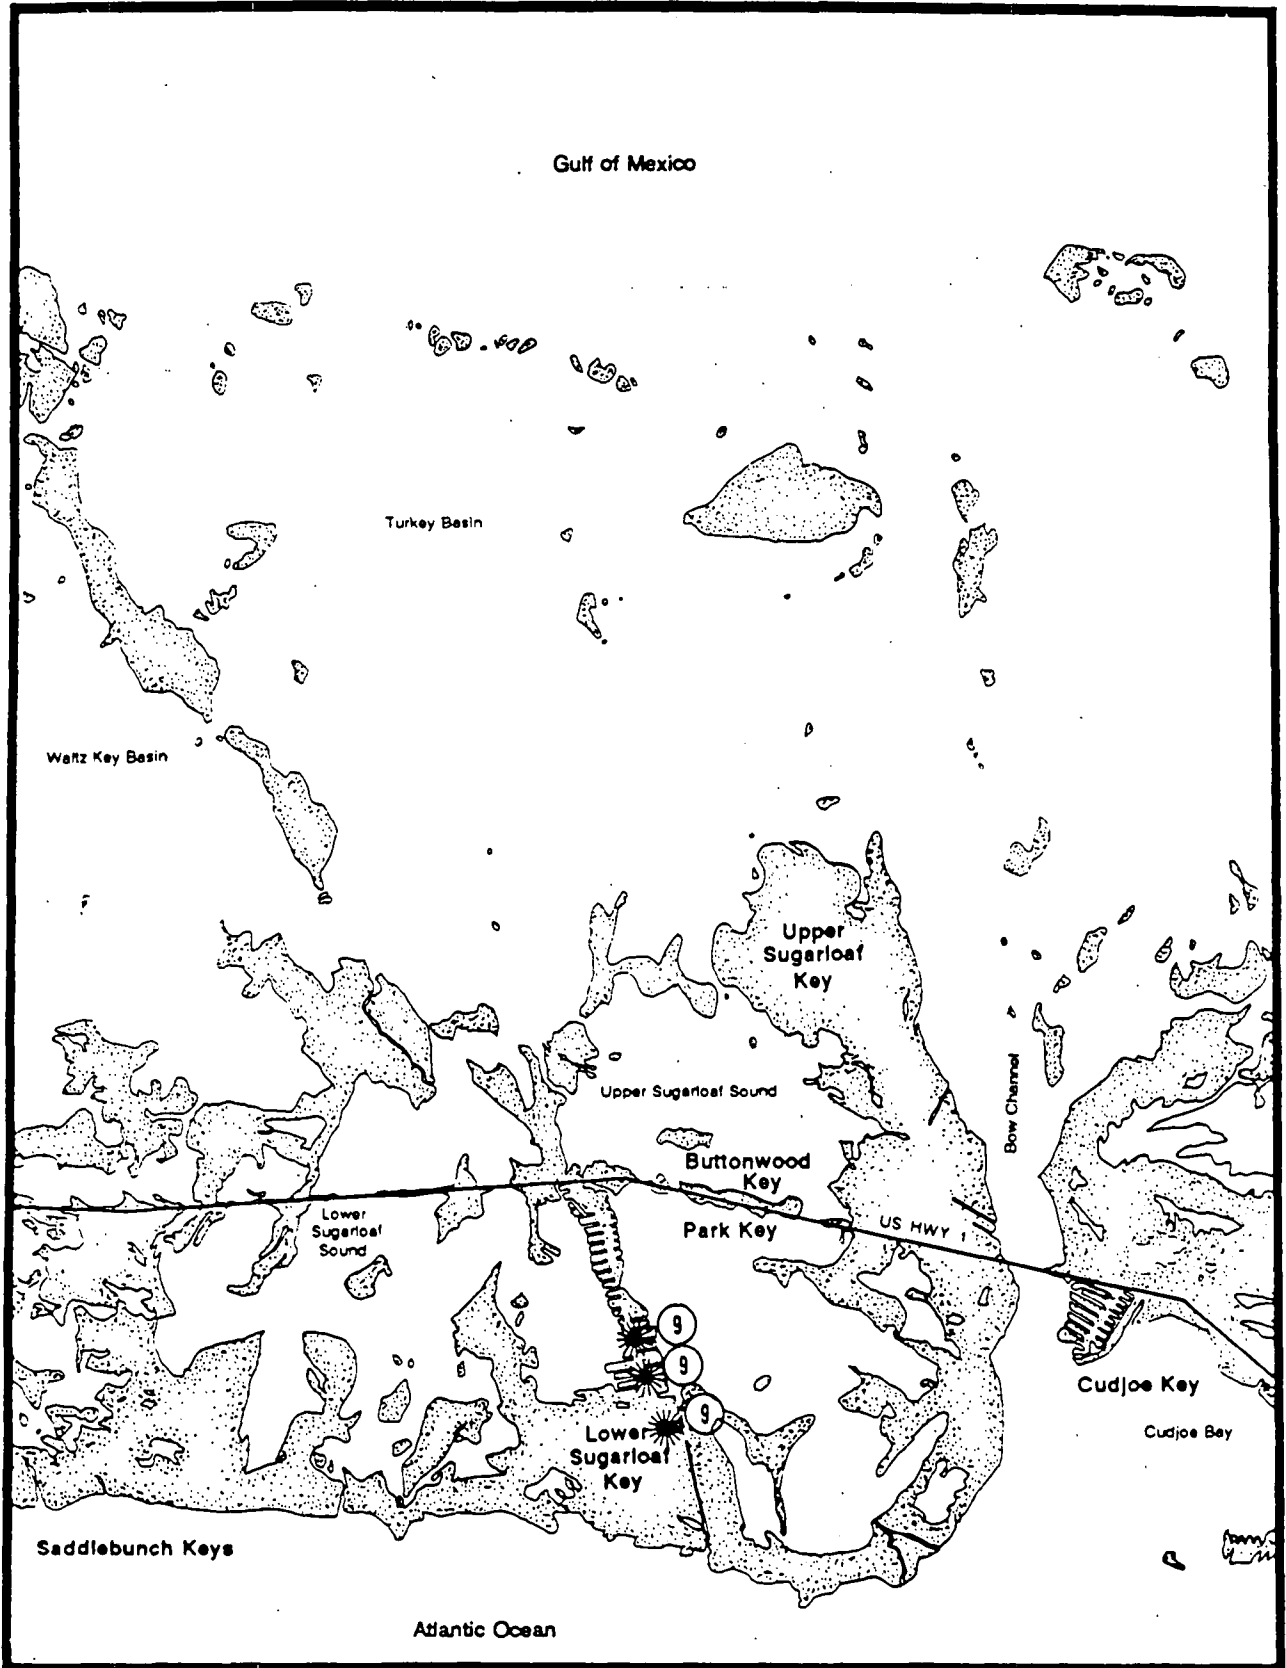 Gulf of Mexico
Turkey Basin
Waltz Key Basin
Upper
Sugarloaf
Key
Bow Channel
Upper Sugarloaf Sound
Buttonwood
Key
Lower
Sugarloaf
Sound
Park Key
US HWY 1
9
9
Cudjoe Key
9
Lower
Sugarloaf
Key
Cudjoe Bay
Saddlebunch Keys
Atlantic Ocean